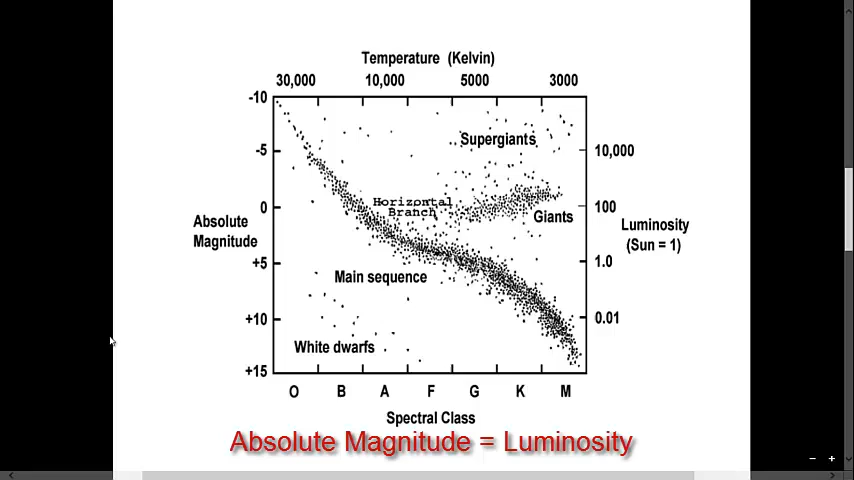 Temperature (Kelvin)
30,000 10,000 5000 3000
-10
Supergiants
-5 10,000
Horizontal
Branch
0 100
Giants
Absolute
Magnitude
Luminosity
(Sun = 1)
+5 1.0
Main sequence
+10 0.01
White dwarfs
+15
O B A F G K M
Spectral Class
Absolute Magnitude = Luminosity